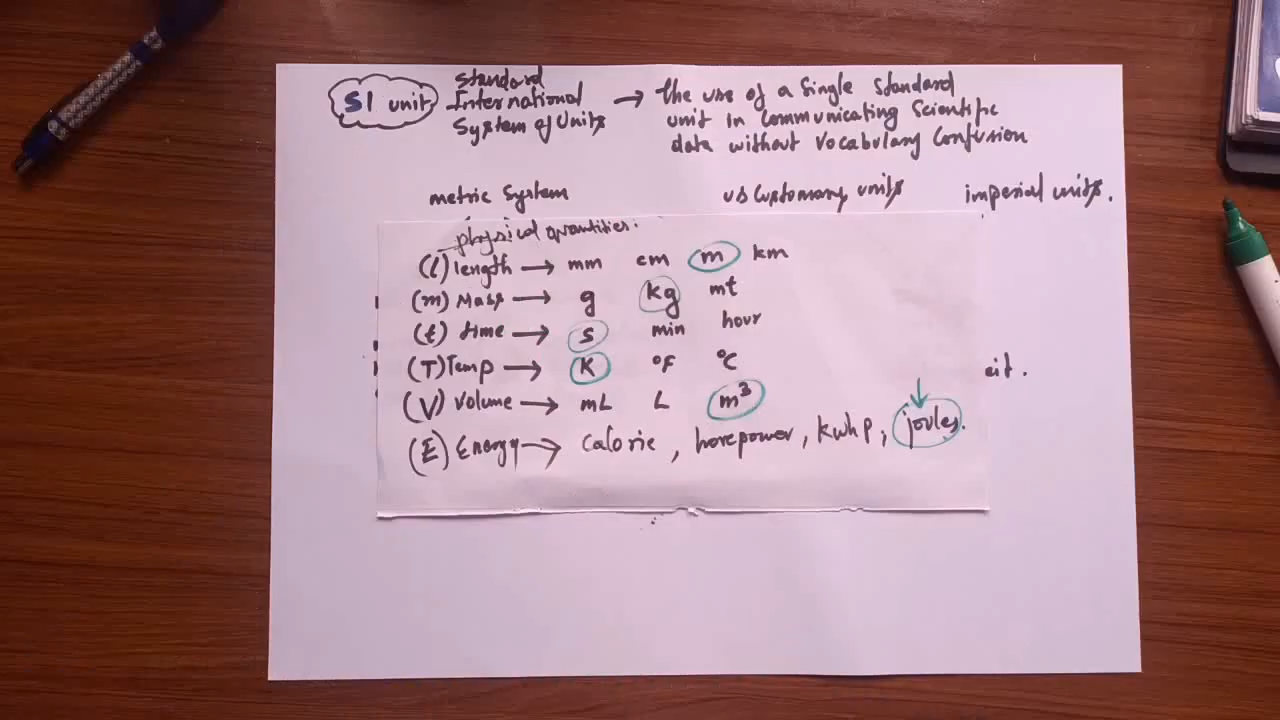 SI unit
Standard
International
System of Units
→ the use of a single standard
unit in communicating scientific
data without vocabulary confusion
metric system us customary units imperial units.
physical quantities.
(l) length → mm cm m km
(m) Mass → g kg mt
(t) time → s min hour
(T) Temp → K °F °C
eit.
(V) Volume → mL L m³
(E) Energy → calorie, horepower, kwhp, joules.